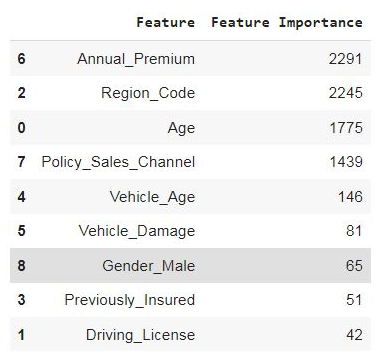 Feature Feature Importance
6 Annual_Premium 2291
2 Region_Code 2245
0 Age 1775
7 Policy_Sales_Channel 1439
4 Vehicle_Age 146
5 Vehicle_Damage 81
8 Gender_Male 65
3 Previously_Insured 51
1 Driving_License 42